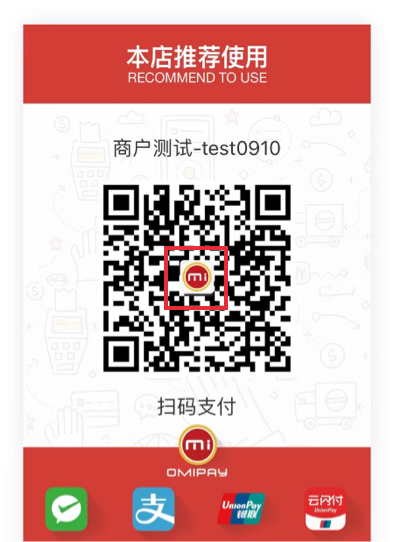 本店推荐使用
RECOMMEND TO USE
商户测试-test0910
mi
扫码支付
mi
OMIPAY
支
UnionPay
银联
云闪付
UnionPay